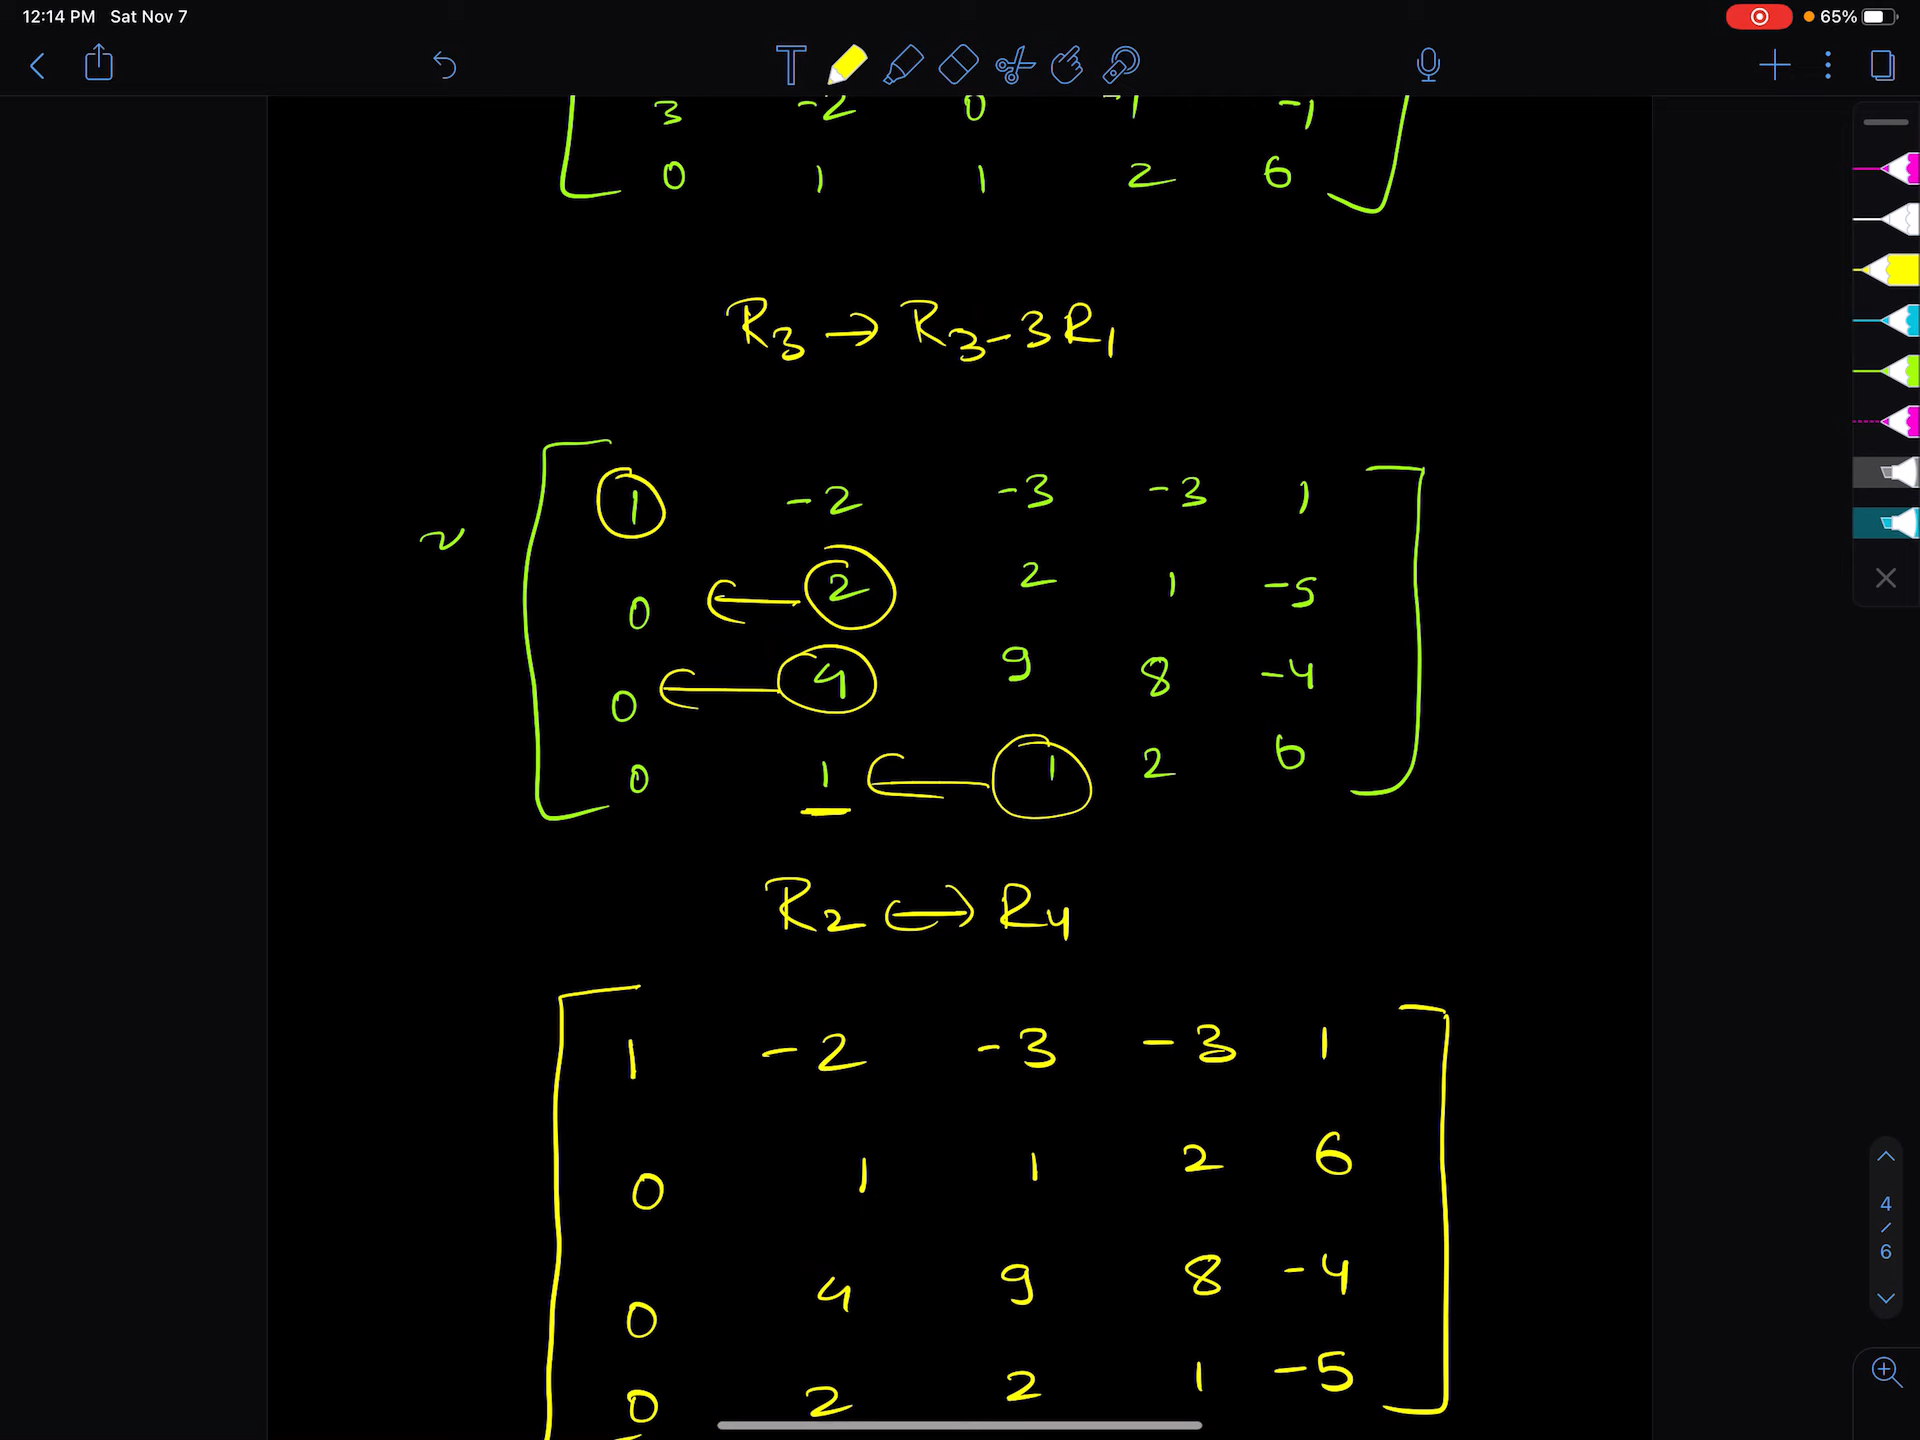 12:14 PM Sat Nov 7
65%
3 -2 0 -1 -1
0 1 1 2 6
R3 → R3-3R1
~
1 -2 -3 -3 1
0 2 2 1 -5
0 4 9 8 -4
0 1 1 2 6
R2 ↔ R4
1 -2 -3 -3 1
0 1 1 2 6
0 4 9 8 -4
0 2 2 1 -5
4
/
6